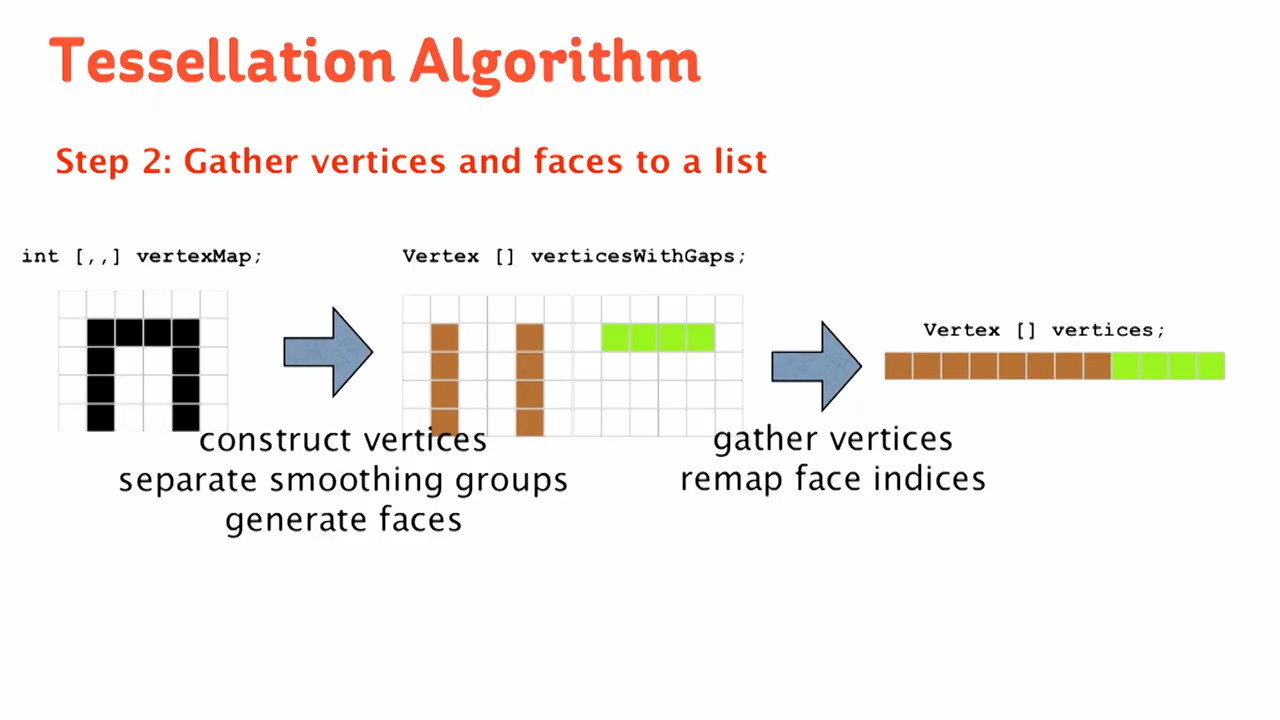 Tessellation Algorithm
Step 2: Gather vertices and faces to a list
int [,,] vertexMap;
Vertex [] verticesWithGaps;
Vertex [] vertices;
construct vertices
separate smoothing groups
generate faces
gather vertices
remap face indices